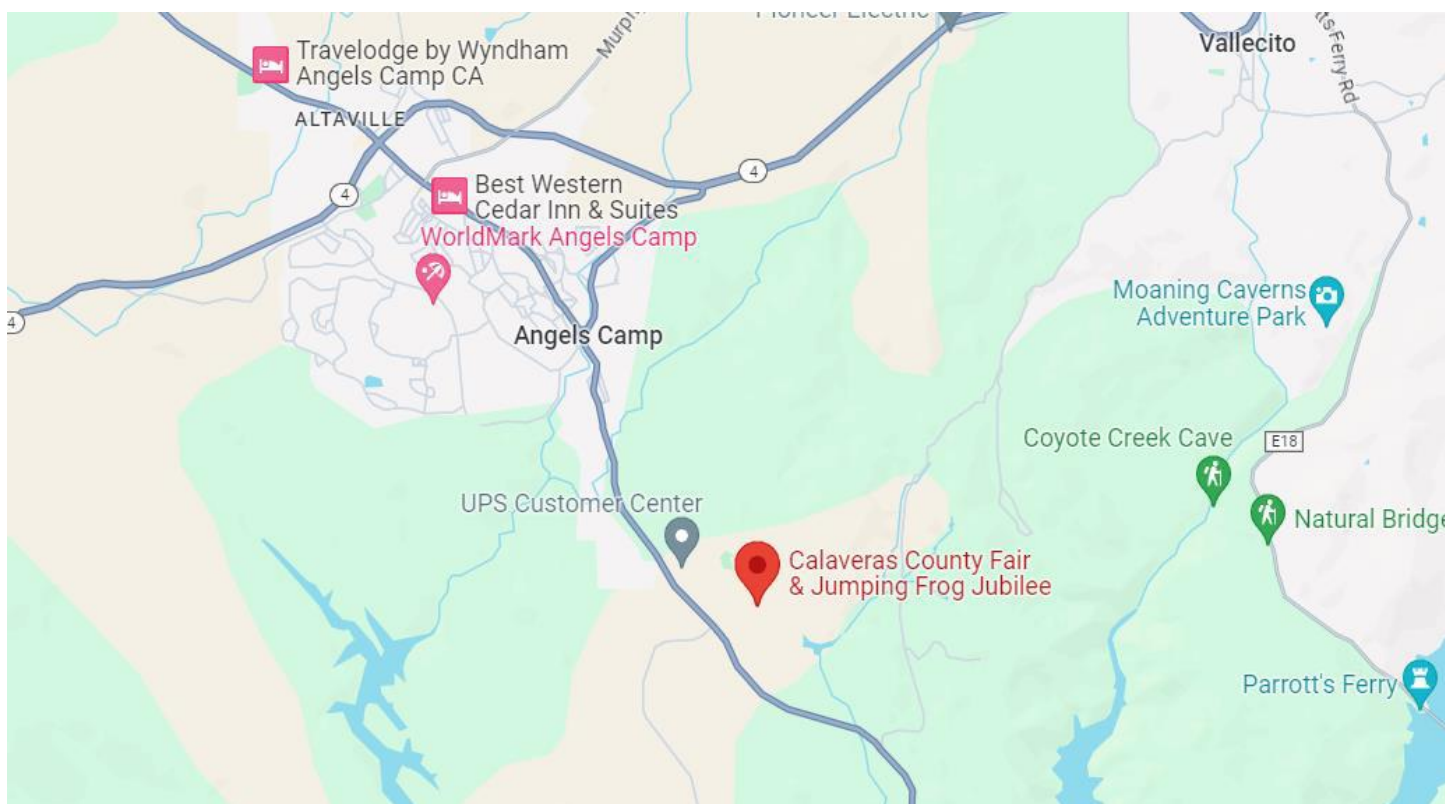 Pioneer Electric
Travelodge by Wyndham
Angels Camp CA
Vallecito
ALTAVILLE
4
4
Best Western
Cedar Inn & Suites
WorldMark Angels Camp
Moaning Caverns
Adventure Park
4
Angels Camp
Coyote Creek Cave
E18
UPS Customer Center
Natural Bridge
Calaveras County Fair
& Jumping Frog Jubilee
Parrott's Ferry